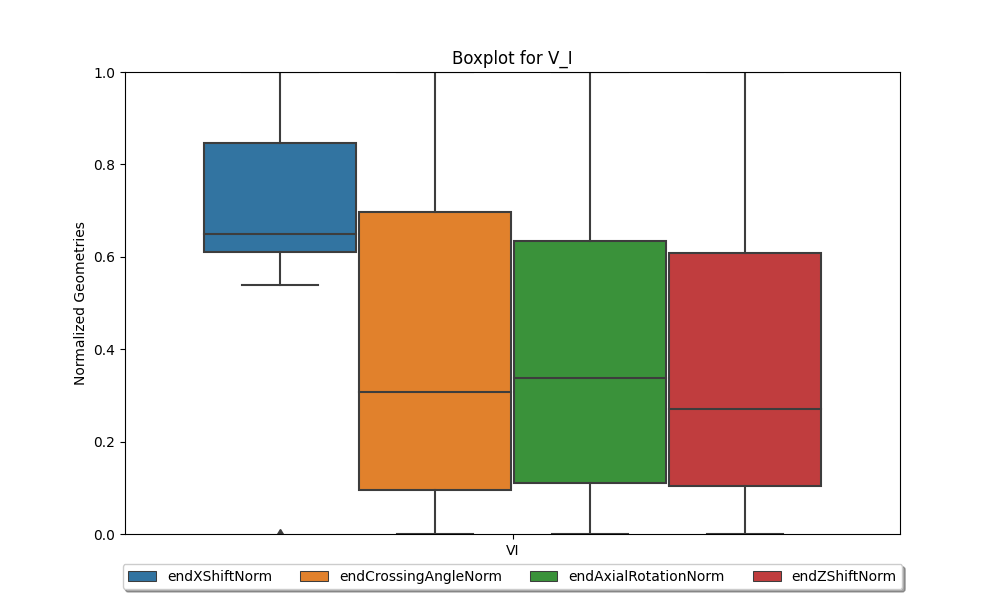 Boxplot for V_I
1.0
0.8
0.6
0.4
0.2
0.0
Normalized Geometries
VI
endXShiftNorm endCrossingAngleNorm endAxialRotationNorm endZShiftNorm